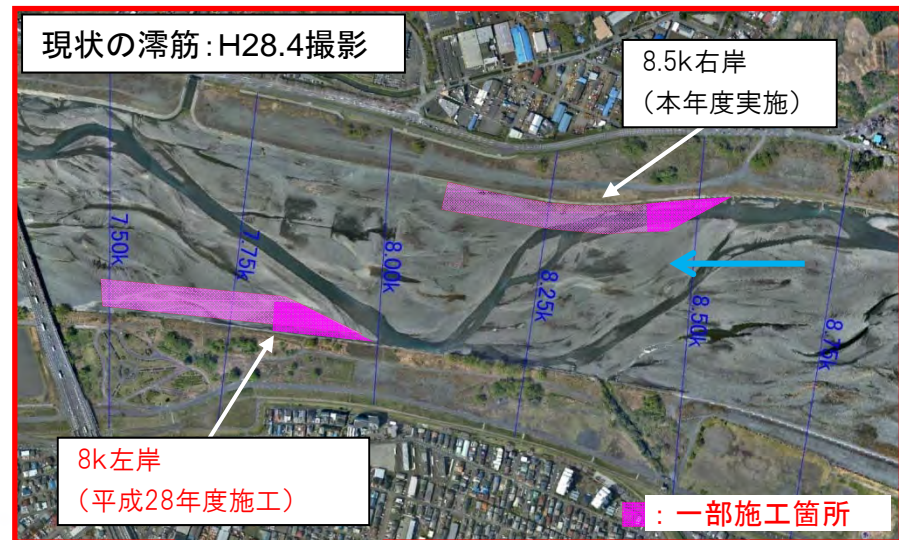 現状の澪筋:H28.4撮影
8.5k右岸
(本年度実施)
7.50k
7.75k
8.00k
8.25k
8.50k
8.75k
8k左岸
(平成28年度施工)
:一部施工箇所